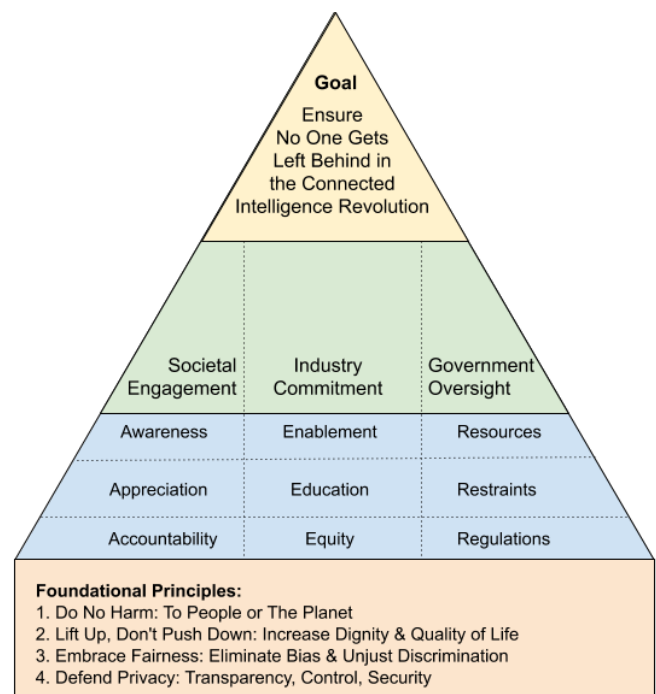 Goal
Ensure
No One Gets
Left Behind in
the Connected
Intelligence Revolution
Societal
Engagement
Industry
Commitment
Government
Oversight
Awareness
Enablement
Resources
Appreciation
Education
Restraints
Accountability
Equity
Regulations
Foundational Principles:
1. Do No Harm: To People or The Planet
2. Lift Up, Don't Push Down: Increase Dignity & Quality of Life
3. Embrace Fairness: Eliminate Bias & Unjust Discrimination
4. Defend Privacy: Transparency, Control, Security